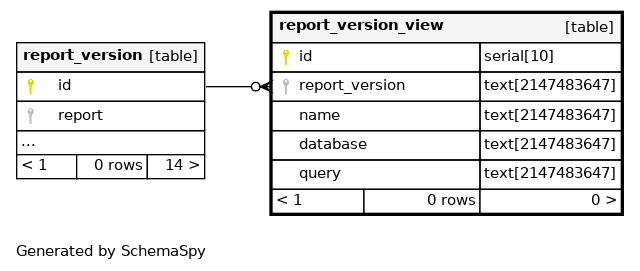 report_version [table]
id
report
...
< 1 0 rows 14 >
report_version_view [table]
id serial[10]
report_version text[2147483647]
name text[2147483647]
database text[2147483647]
query text[2147483647]
< 1 0 rows 0 >
Generated by SchemaSpy